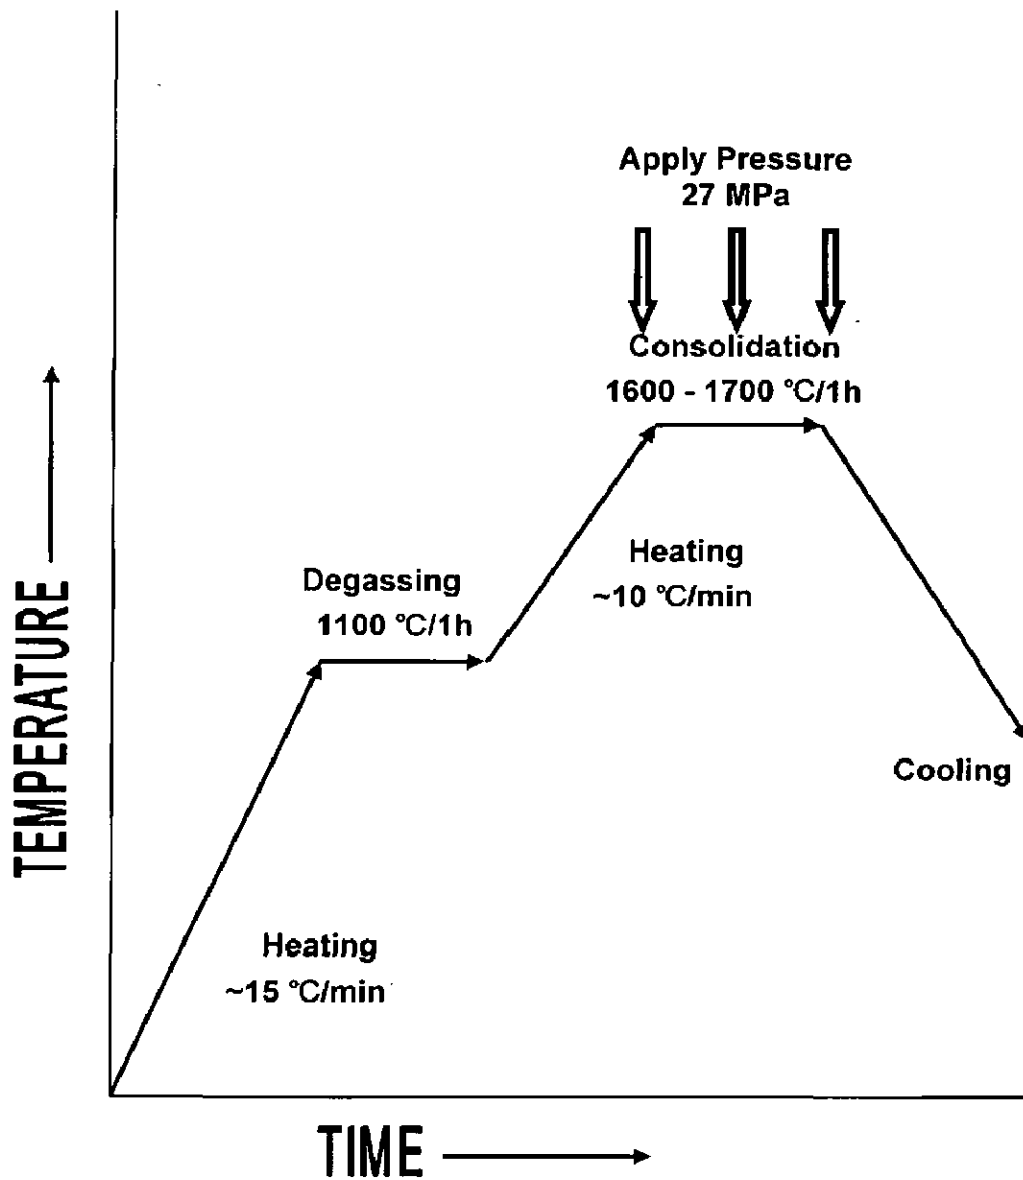 Apply Pressure
27 MPa
Consolidation
1600 - 1700 °C/1h
Heating
~10 °C/min
Degassing
1100 °C/1h
Cooling
Heating
~15 °C/min
TEMPERATURE
TIME